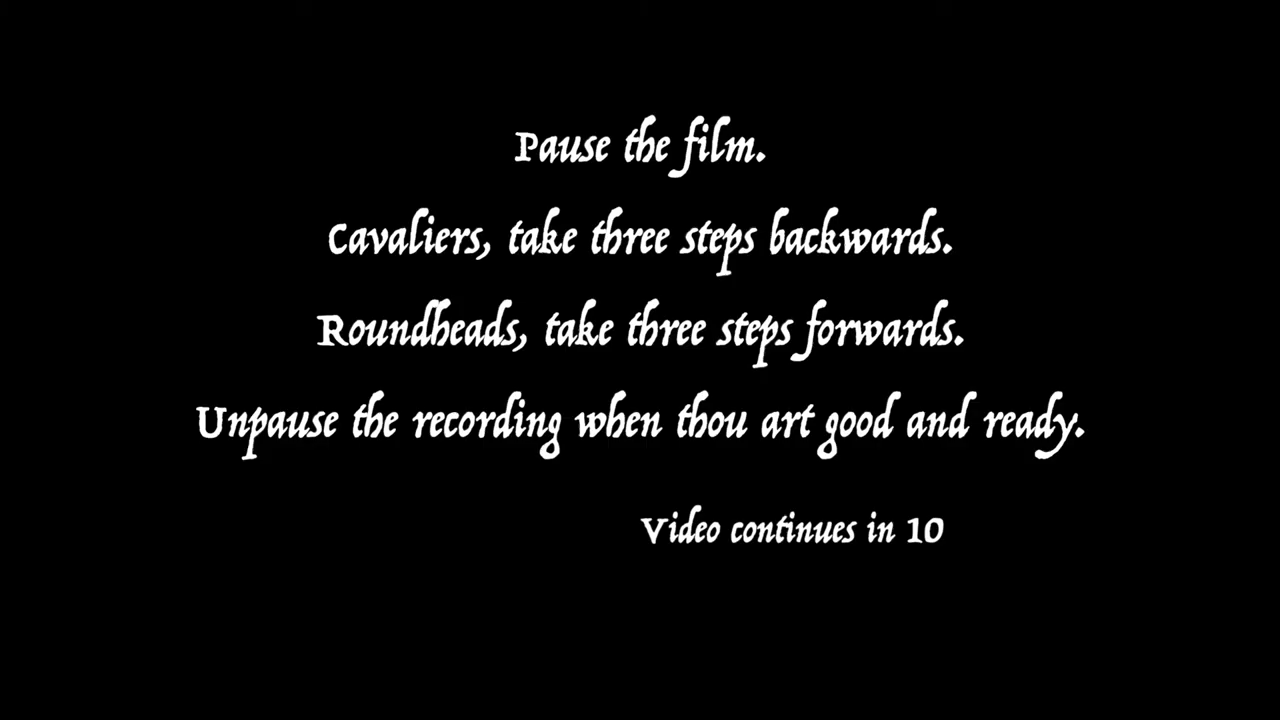 Pause the film.
Cavaliers, take three steps backwards.
Roundheads, take three steps forwards.
Unpause the recording when thou art good and ready.
Video continues in 10